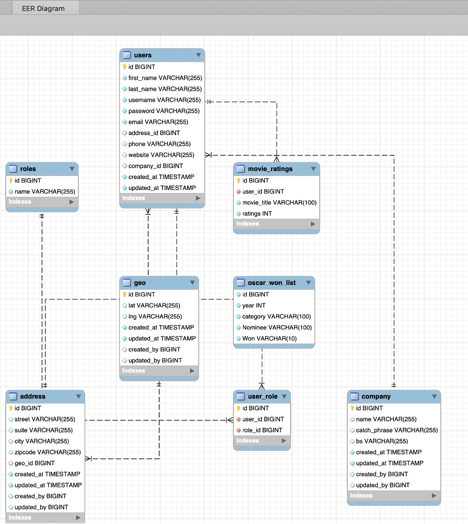 EER Diagram
users
id BIGINT
first_name VARCHAR(255)
last_name VARCHAR(255)
username VARCHAR(255)
password VARCHAR(255)
email VARCHAR(255)
address_id BIGINT
phone VARCHAR(255)
website VARCHAR(255)
company_id BIGINT
created_at TIMESTAMP
updated_at TIMESTAMP
Indexes
roles
id BIGINT
name VARCHAR(255)
Indexes
movie_ratings
id BIGINT
user_id BIGINT
movie_title VARCHAR(100)
ratings INT
Indexes
geo
id BIGINT
lat VARCHAR(255)
lng VARCHAR(255)
created_at TIMESTAMP
updated_at TIMESTAMP
created_by BIGINT
updated_by BIGINT
Indexes
oscar_won_list
id BIGINT
year INT
category VARCHAR(100)
Nominee VARCHAR(100)
Won VARCHAR(10)
address
id BIGINT
street VARCHAR(255)
suite VARCHAR(255)
city VARCHAR(255)
zipcode VARCHAR(255)
geo_id BIGINT
created_at TIMESTAMP
updated_at TIMESTAMP
created_by BIGINT
updated_by BIGINT
Indexes
user_role
id BIGINT
user_id BIGINT
role_id BIGINT
Indexes
company
id BIGINT
name VARCHAR(255)
catch_phrase VARCHAR(255)
bs VARCHAR(255)
created_at TIMESTAMP
updated_at TIMESTAMP
created_by BIGINT
updated_by BIGINT
Indexes